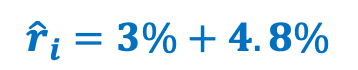 r̂ᵢ = 3% + 4.8%